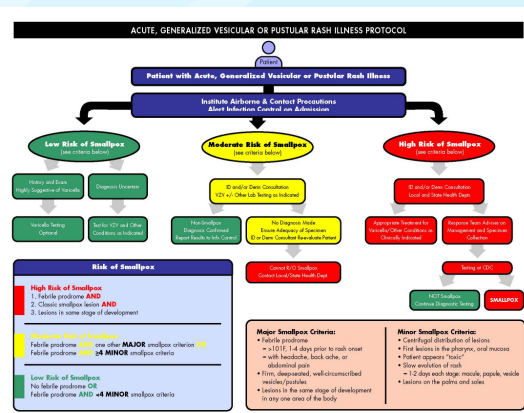 ACUTE, GENERALIZED VESICULAR OR PUSTULAR RASH ILLNESS PROTOCOL
Patient
Patient with Acute, Generalized Vesicular or Pustular Rash Illness
Institute Airborne & Contact Precautions
Alert Infection Control on Admission
Low Risk of Smallpox
(see criteria below)
Moderate Risk of Smallpox
(see criteria below)
High Risk of Smallpox
(see criteria below)
History and Exam
Highly Suggestive of Varicella
Diagnosis Uncertain
Varicella Testing
Optional
Test for VZV and Other
Conditions as Indicated
ID and/or Derm Consultation
VZV +/- Other Lab Testing as Indicated
Non-Smallpox
Diagnosis Confirmed
Report Results to Info Control
No Diagnosis Made
Ensure Adequacy of Specimen
ID or Derm Consultant Re-evaluate Patient
Cannot R/O Smallpox
Contact Local/State Health Dept
ID and/or Derm Consultation
Local and State Health Depts
Appropriate Treatment for
Varicella/Other Conditions as
Clinically Indicated
Response Team Advises on
Management and Specimen
Collection
Testing at CDC
NOT Smallpox
Continue Diagnostic Testing
SMALLPOX
Risk of Smallpox
High Risk of Smallpox
1. Febrile prodrome AND
2. Classic smallpox lesion AND
3. Lesions in same stage of development
Moderate Risk of Smallpox
Febrile prodrome AND one other MAJOR smallpox criterion OR
Febrile prodrome AND ≥4 MINOR smallpox criteria
Low Risk of Smallpox
No febrile prodrome OR
Febrile prodrome AND <4 MINOR smallpox criteria
Major Smallpox Criteria:
• Febrile prodrome
= >101F, 1-4 days prior to rash onset
= with headache, back ache, or
abdominal pain
• Firm, deep-seated, well-circumscribed
vesicles/pustules
• Lesions in the same stage of development
in any one area of the body
Minor Smallpox Criteria:
• Centrifugal distribution of lesions
• First lesions in the pharynx, oral mucosa
• Patient appears "toxic"
• Slow evolution of rash
= 1-2 days each stage: macule, papule, vesicle
• Lesions on the palms and soles